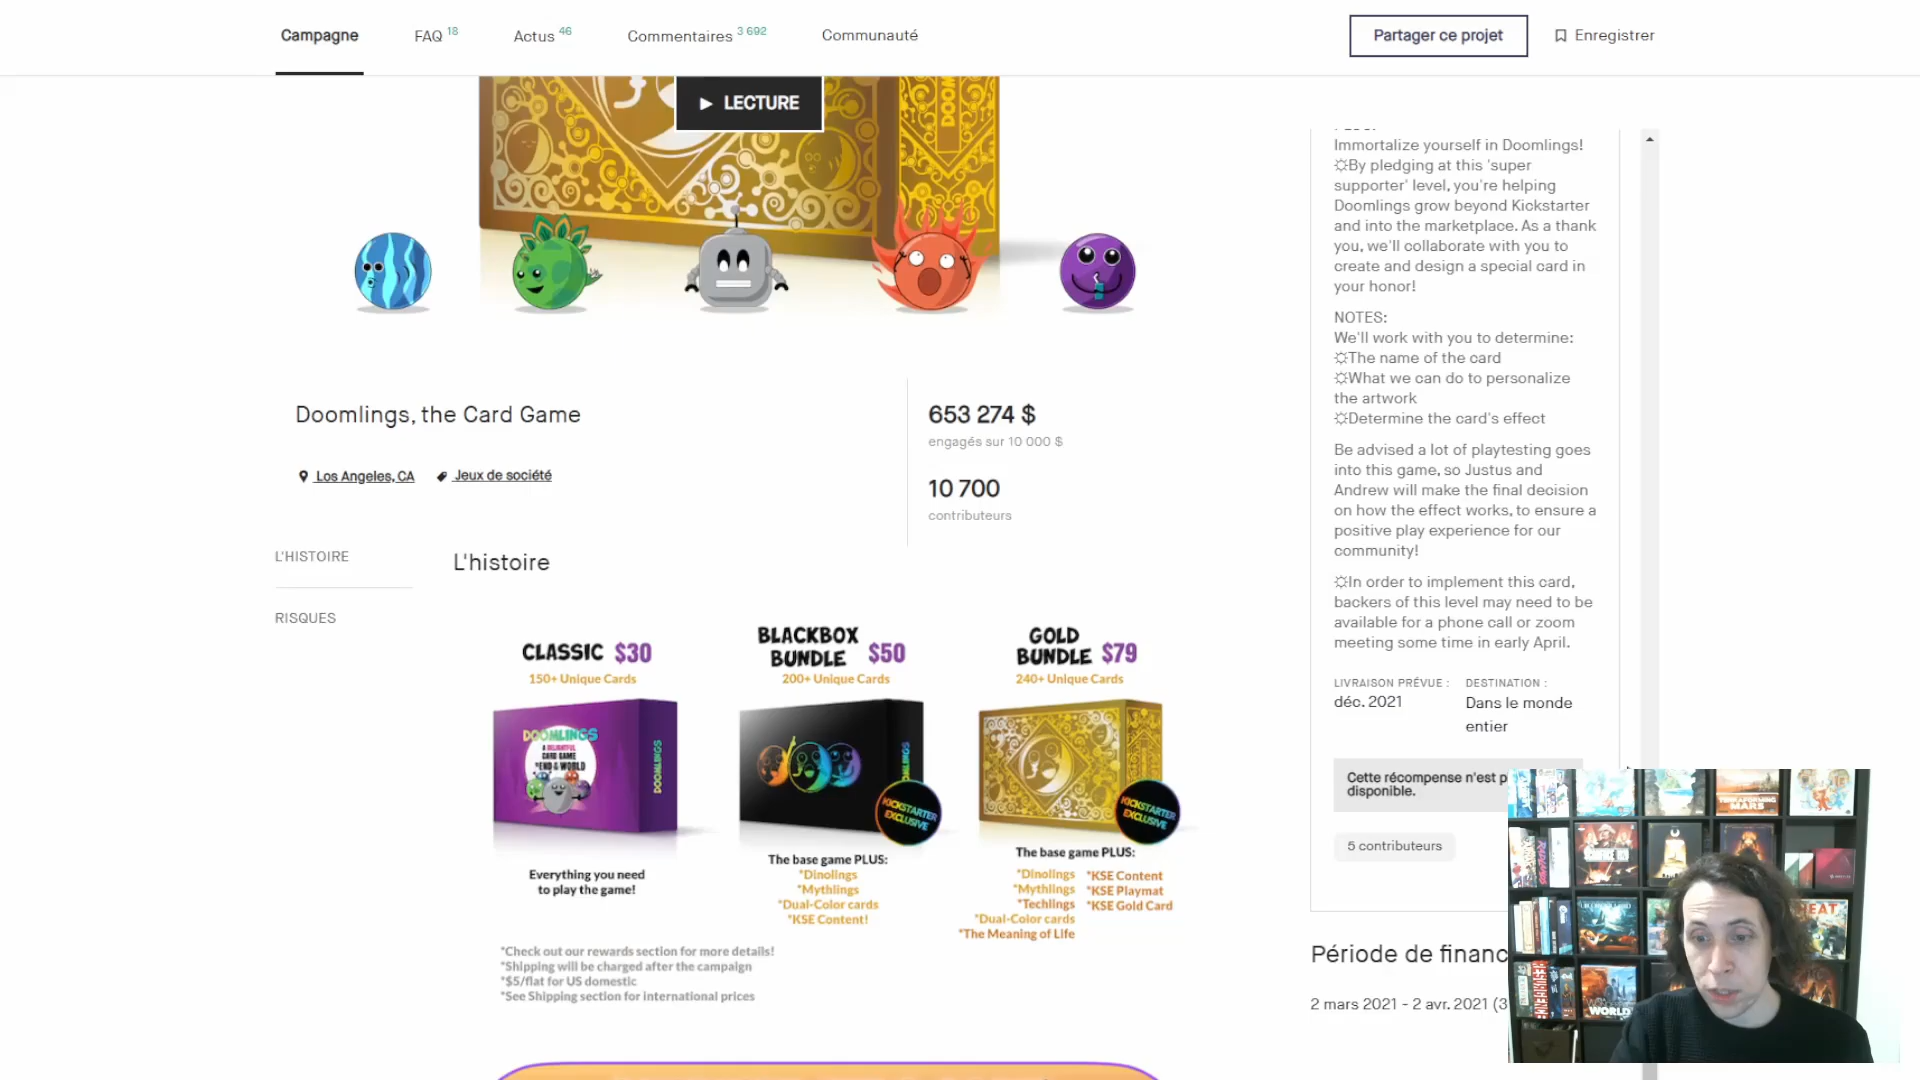 Campagne
FAQ 18
Actus 46
Commentaires 3 692
Communauté
Partager ce projet
Enregistrer
LECTURE
Immortalize yourself in Doomlings!
☼By pledging at this 'super
supporter' level, you're helping
Doomlings grow beyond Kickstarter
and into the marketplace. As a thank
you, we'll collaborate with you to
create and design a special card in
your honor!
NOTES:
We'll work with you to determine:
☼The name of the card
☼What we can do to personalize
the artwork
☼Determine the card's effect
Be advised a lot of playtesting goes
into this game, so Justus and
Andrew will make the final decision
on how the effect works, to ensure a
positive play experience for our
community!
☼In order to implement this card,
backers of this level may need to be
available for a phone call or zoom
meeting some time in early April.
LIVRAISON PRÉVUE :
déc. 2021
DESTINATION :
Dans le monde
entier
Cette récompense n'est p
disponible.
5 contributeurs
Période de financ
2 mars 2021 - 2 avr. 2021 (3
Doomlings, the Card Game
Los Angeles, CA
Jeux de société
653 274 $
engagés sur 10 000 $
10 700
contributeurs
L'HISTOIRE
RISQUES
L'histoire
CLASSIC $30
150+ Unique Cards
DOOMLINGS
A DELIGHTFUL
CARD GAME
END OF THE
WORLD
DOOMLINGS
Everything you need
to play the game!
BLACKBOX
BUNDLE $50
200+ Unique Cards
KICKSTARTER
EXCLUSIVE
The base game PLUS:
*Dinolings
*Mythlings
*Dual-Color cards
*KSE Content!
GOLD
BUNDLE $79
240+ Unique Cards
KICKSTARTER
EXCLUSIVE
The base game PLUS:
*Dinolings
*Mythlings
*Techlings
*Dual-Color cards
*The Meaning of Life
*KSE Content
*KSE Playmat
*KSE Gold Card
*Check out our rewards section for more details!
*Shipping will be charged after the campaign
*$5/flat for US domestic
*See Shipping section for international prices
TERRAFORMING
MARS
HEAT
WORLD